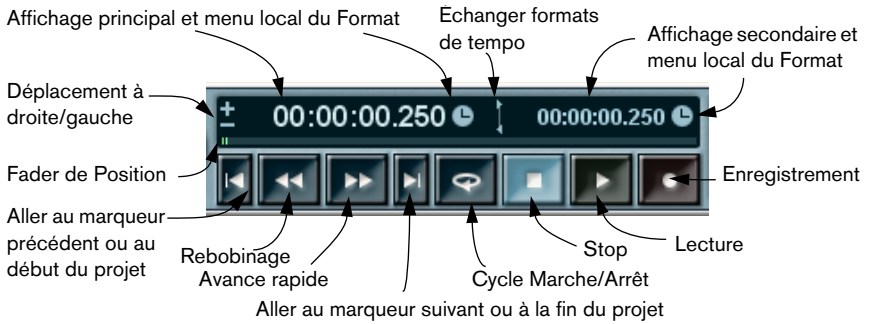 Affichage principal et menu local du Format
Échanger formats
de tempo
Affichage secondaire et
menu local du Format
Déplacement à
droite/gauche
00:00:00.250
00:00:00.250
Fader de Position
Enregistrement
Aller au marqueur
précédent ou au
début du projet
Rebobinage
Avance rapide
Stop
Lecture
Cycle Marche/Arrêt
Aller au marqueur suivant ou à la fin du projet